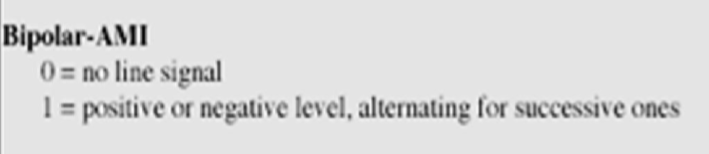 Bipolar-AMI
0 = no line signal
1 = positive or negative level, alternating for successive ones